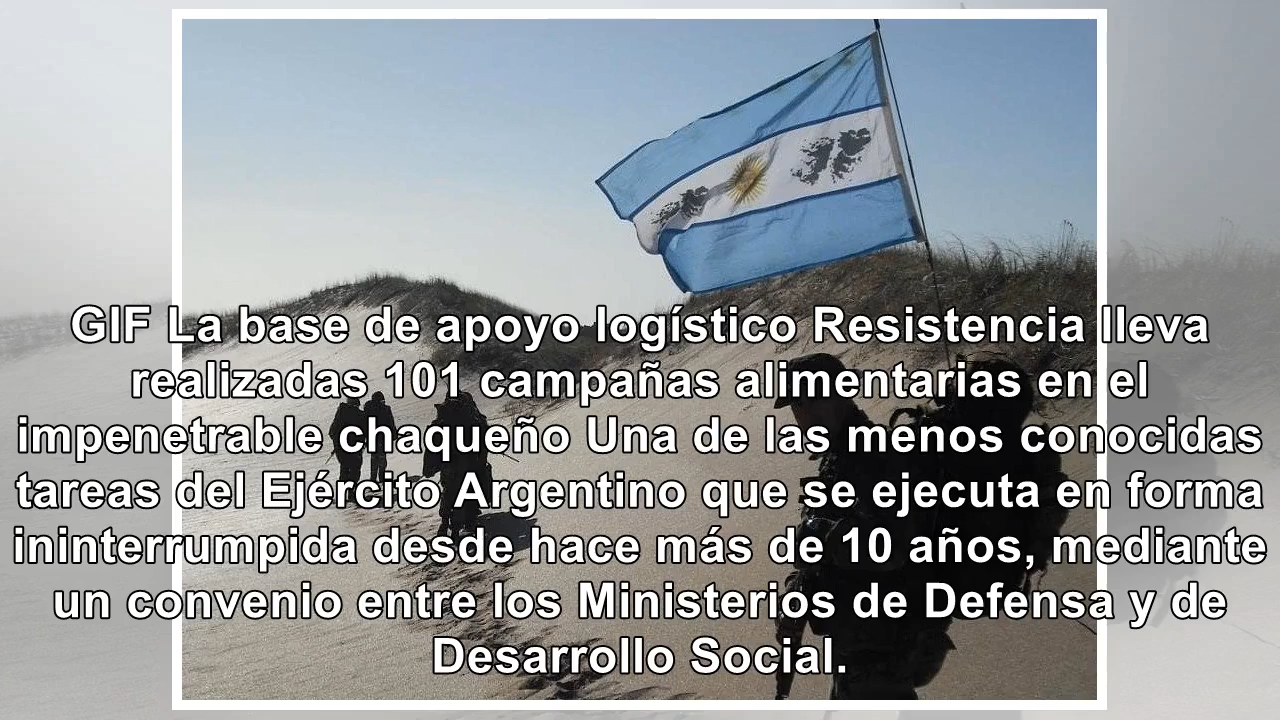 GIF La base de apoyo logístico Resistencia lleva
realizadas 101 campañas alimentarias en el
impenetrable chaqueño Una de las menos conocidas
tareas del Ejército Argentino que se ejecuta en forma
ininterrumpida desde hace más de 10 años, mediante
un convenio entre los Ministerios de Defensa y de
Desarrollo Social.